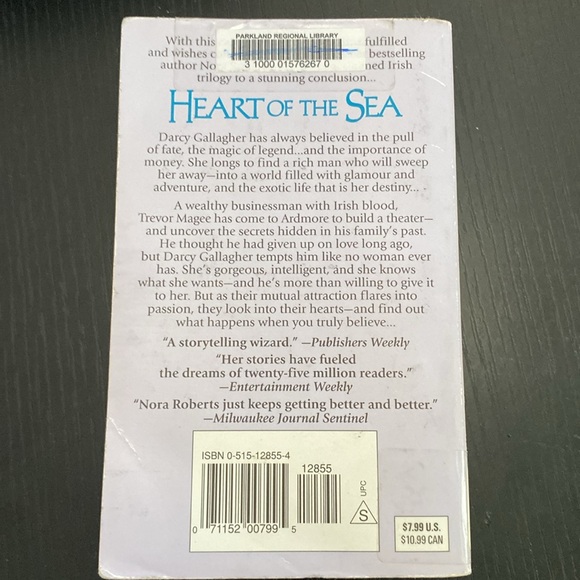 PARKLAND REGIONAL LIBRARY
3 1000 01576267 0
With this fulfilled
and wishes bestselling
author No ned Irish
trilogy to a stunning conclusion...
HEART OF THE SEA
Darcy Gallagher has always believed in the pull
of fate, the magic of legend...and the importance of
money. She longs to find a rich man who will sweep
her away—into a world filled with glamour and
adventure, and the exotic life that is her destiny...
A wealthy businessman with Irish blood,
Trevor Magee has come to Ardmore to build a theater—
and uncover the secrets hidden in his family's past.
He thought he had given up on love long ago,
but Darcy Gallagher tempts him like no woman ever
has. She's gorgeous, intelligent, and she knows
what she wants—and he's more than willing to give it
to her. But as their mutual attraction flares into
passion, they look into their hearts—and find out
what happens when you truly believe...
"A storytelling wizard." —Publishers Weekly
"Her stories have fueled
the dreams of twenty-five million readers."
—Entertainment Weekly
"Nora Roberts just keeps getting better and better."
—Milwaukee Journal Sentinel
ISBN 0-515-12855-4
12855
0 71152 00799 5
UPC
S
$7.99 U.S.
$10.99 CAN